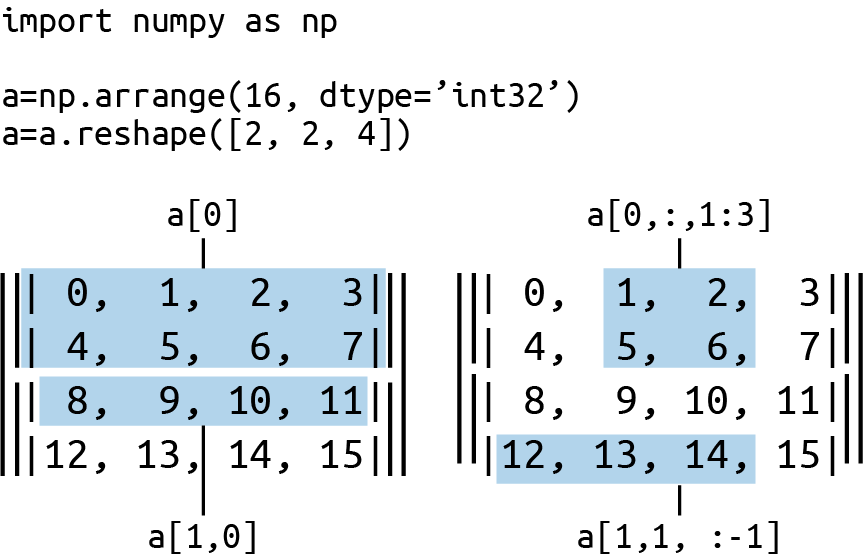 import numpy as np
a=np.arrange(16, dtype=’int32’)
a=a.reshape([2, 2, 4])
a[0]
||| 0, 1, 2, 3|||
||| 4, 5, 6, 7|||
||| 8, 9, 10, 11|||
|||12, 13, 14, 15|||
a[1,0]
a[0,:,1:3]
||| 0, 1, 2, 3|||
||| 4, 5, 6, 7|||
||| 8, 9, 10, 11|||
|||12, 13, 14, 15|||
a[1,1, :-1]